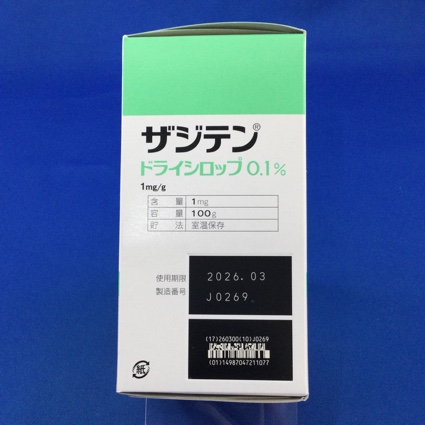 ザジテン®
ドライシロップ0.1%
1mg/g
含量 1mg
容量 100g
貯法 室温保存
使用期限 2026.03
製造番号 J0269
(17)260300(10)J0269
(01)14987047211077
紙